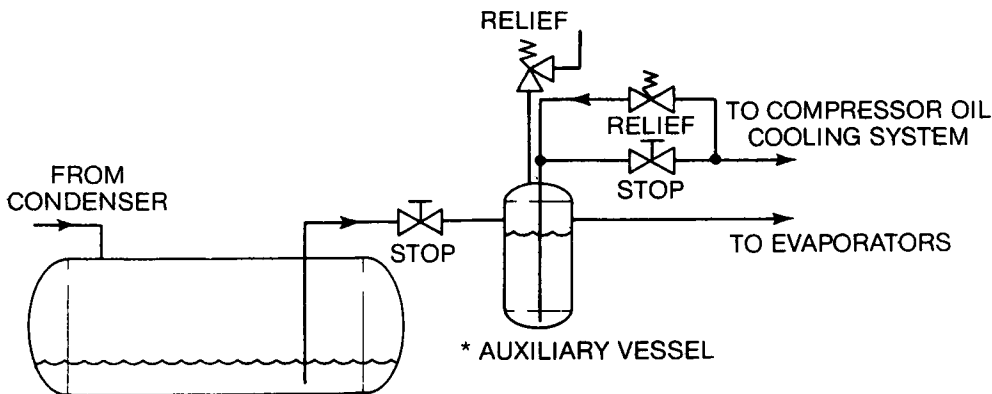 RELIEF
RELIEF
TO COMPRESSOR OIL
COOLING SYSTEM
STOP
FROM
CONDENSER
STOP
TO EVAPORATORS
* AUXILIARY VESSEL